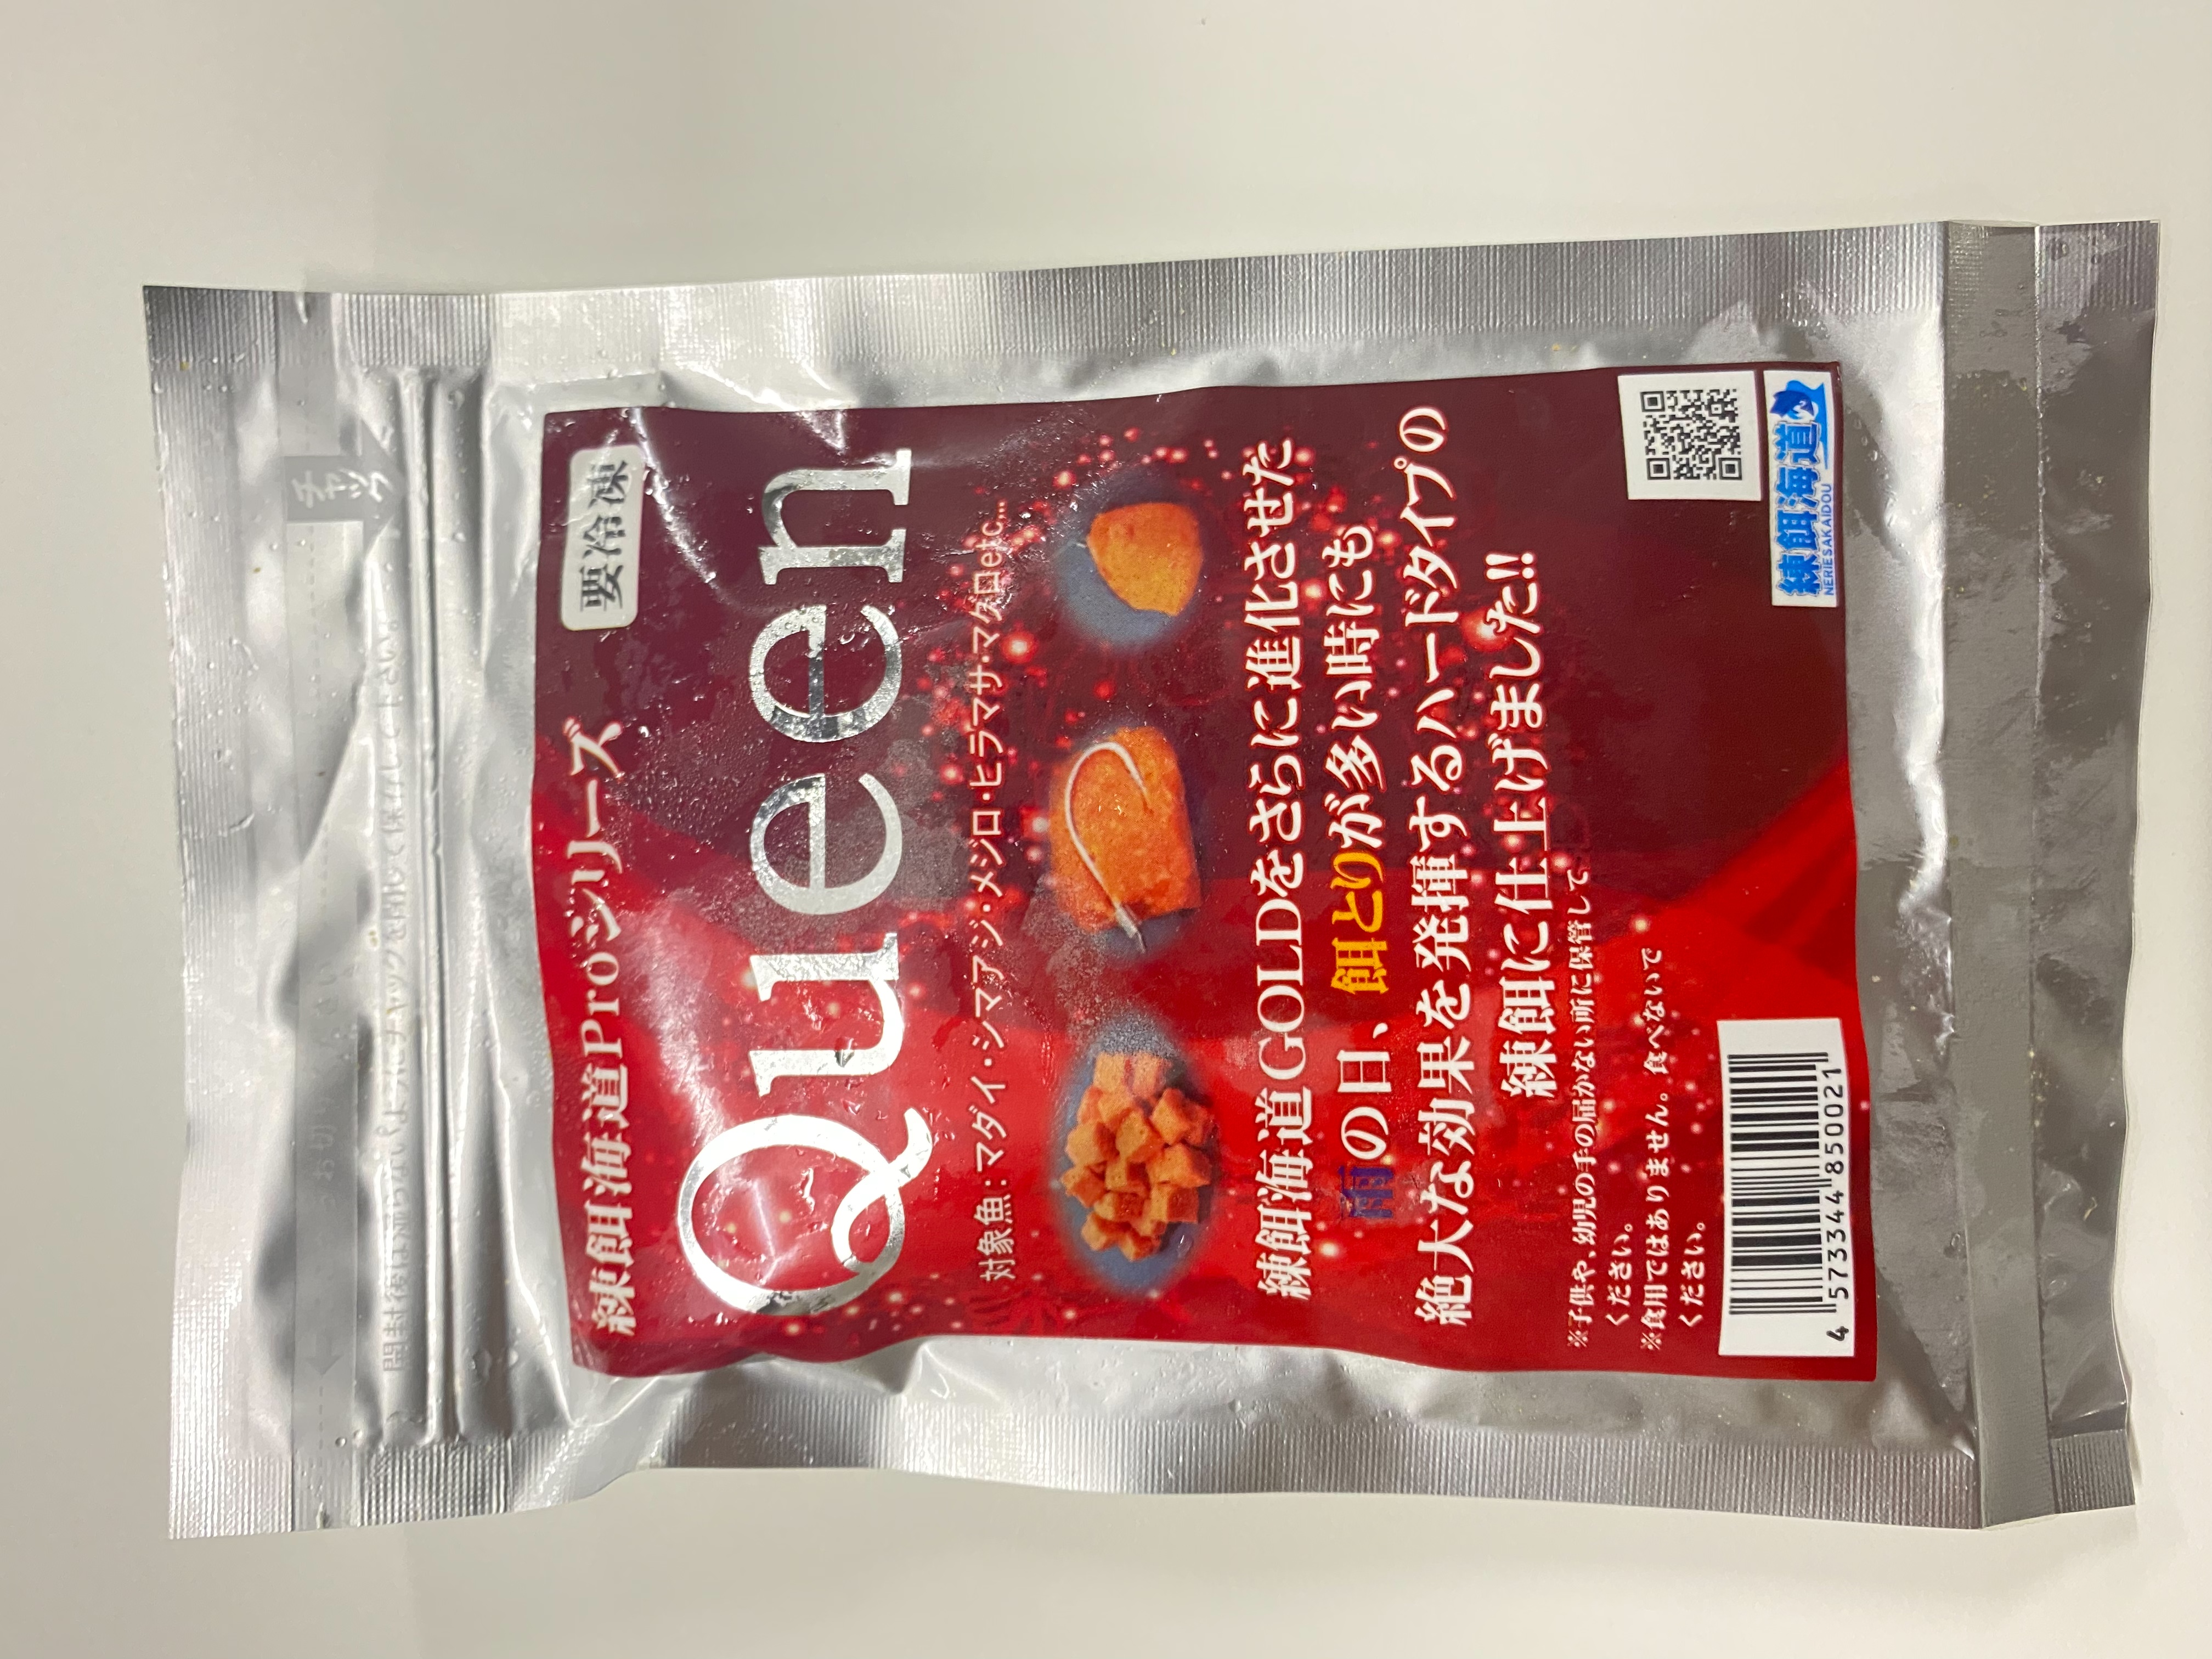 お切りください
チャック
開封後は湿らないようにチャックを閉じて保存して下さい。
練餌海道Proシリーズ
要冷凍
Queen
対象魚:マダイ・シマアジ・メジロ・ヒラマサ・マグロetc...
練餌海道GOLDをさらに進化させた
雨の日、餌とりが多い時にも
絶大な効果を発揮するハードタイプの
練餌に仕上げました!!
※子供や、幼児の手の届かない所に保管して
ください。
※食用ではありません。食べないで
ください。
4 573344 850021
練餌海道
NERIESAKAIDOU